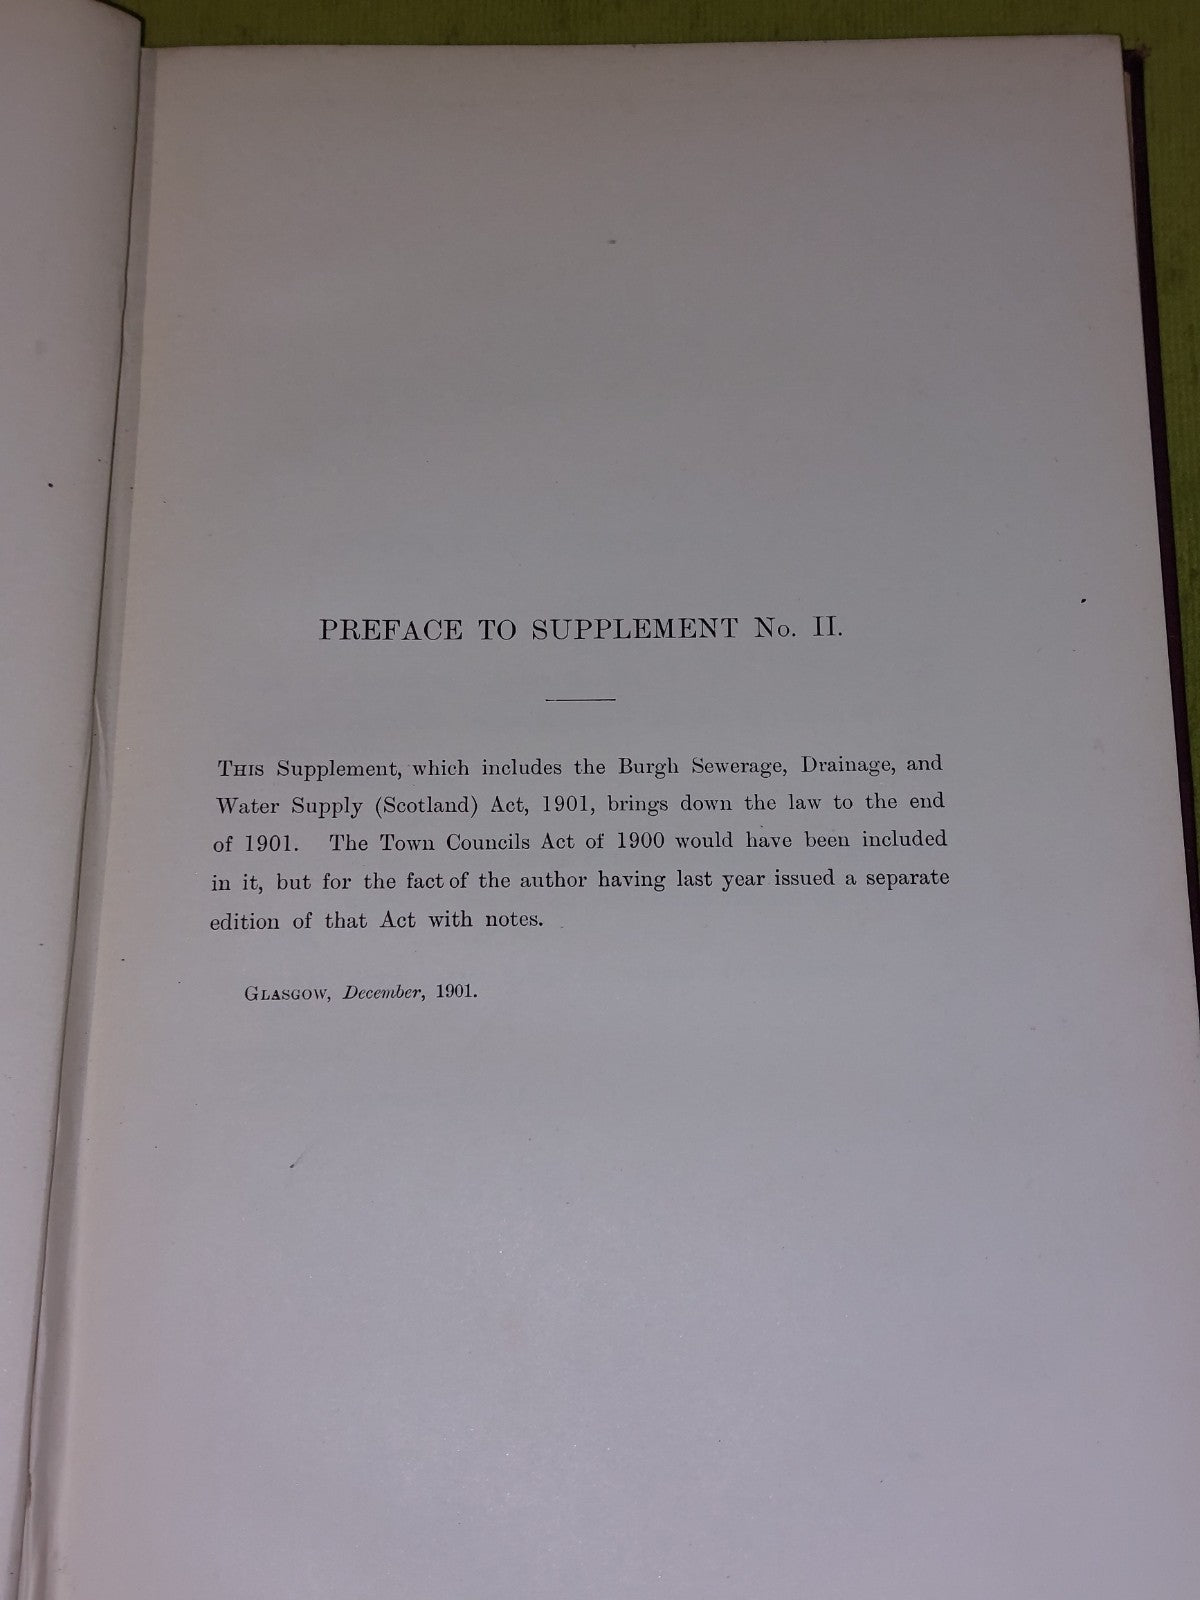 PREFACE TO SUPPLEMENT No. II.
This Supplement, which includes the Burgh Sewerage, Drainage, and
Water Supply (Scotland) Act, 1901, brings down the law to the end
of 1901. The Town Councils Act of 1900 would have been included
in it, but for the fact of the author having last year issued a separate
edition of that Act with notes.
Glasgow, December, 1901.